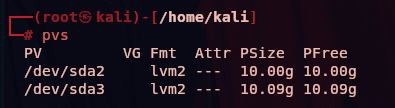 ┌──(root㉿kali)-[/home/kali]
└─# pvs
  PV         VG Fmt  Attr PSize  PFree
  /dev/sda2     lvm2 ---  10.00g 10.00g
  /dev/sda3     lvm2 ---  10.09g 10.09g